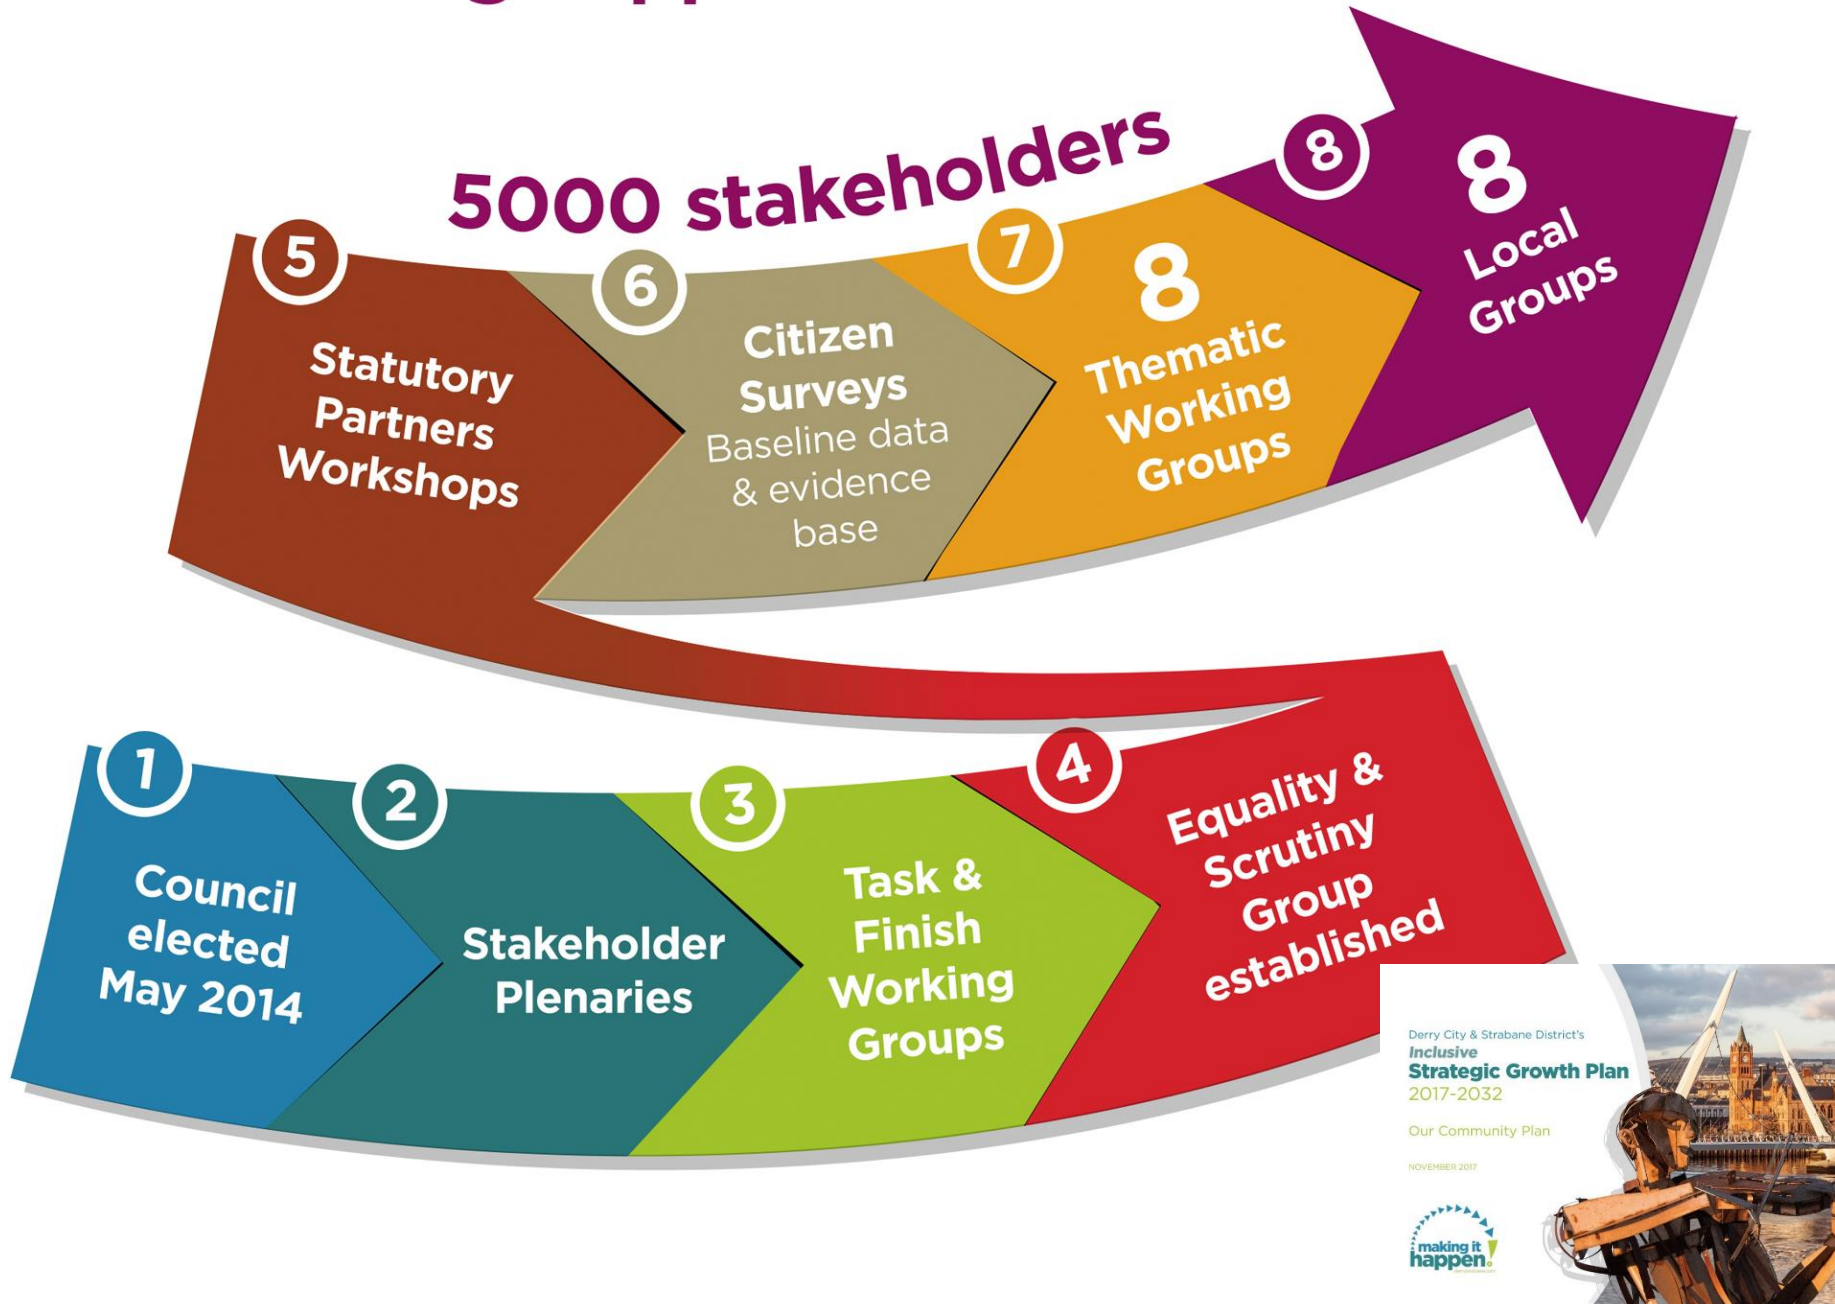 5000 stakeholders
5
Statutory
Partners
Workshops
6
Citizen
Surveys
Baseline data
& evidence
base
7
8
Thematic
Working
Groups
8
8
Local
Groups
1
Council
elected
May 2014
2
Stakeholder
Plenaries
3
Task &
Finish
Working
Groups
4
Equality &
Scrutiny
Group
established
Derry City & Strabane District's
Inclusive
Strategic Growth Plan
2017-2032
Our Community Plan
NOVEMBER 2017
making it
happen!